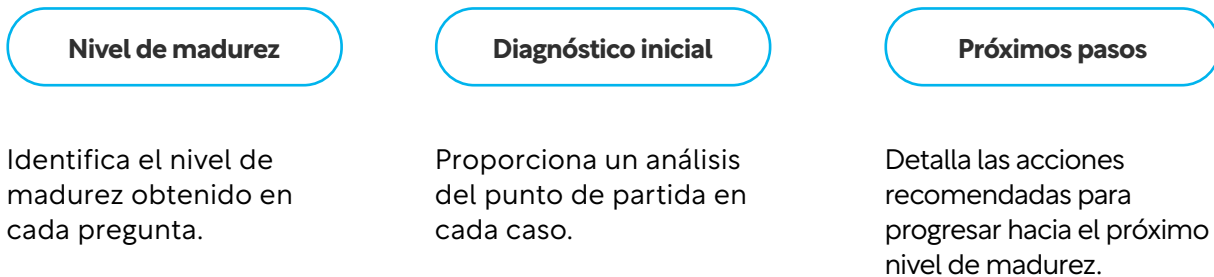 Nivel de madurez
Identifica el nivel de
madurez obtenido en
cada pregunta.
Diagnóstico inicial
Proporciona un análisis
del punto de partida en
cada caso.
Próximos pasos
Detalla las acciones
recomendadas para
progresar hacia el próximo
nivel de madurez.